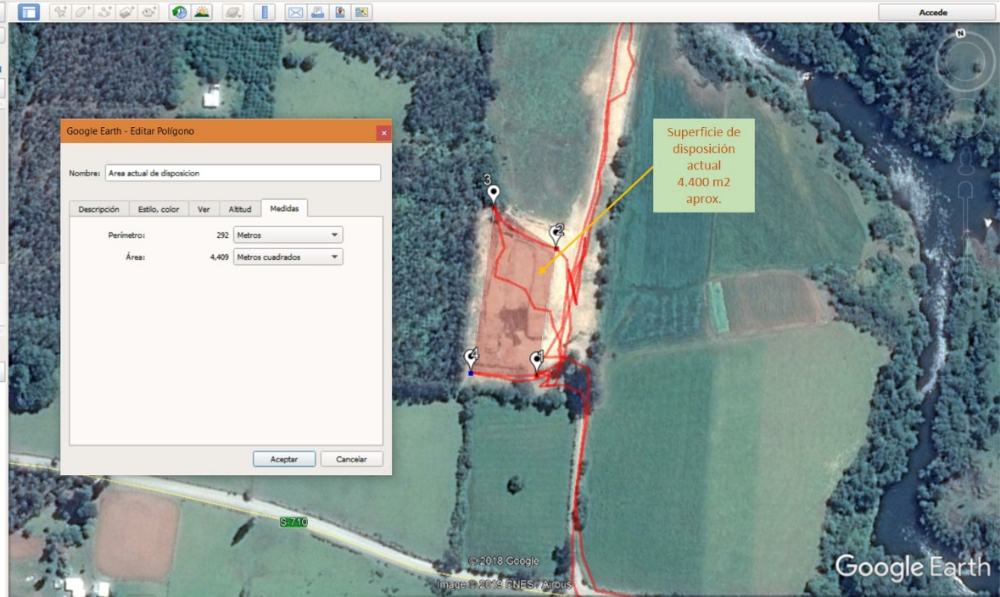 Accede
N
Google Earth - Editar Polígono
Nombre: Area actual de disposicion
Descripción Estilo, color Ver Altitud Medidas
Perímetro: 292 Metros
Área: 4,409 Metros cuadrados
Aceptar Cancelar
Superficie de
disposición
actual
4.400 m2
aprox.
3
2
4
1
S-710
© 2018 Google
Image © 2019 CNES / Airbus
Google Earth